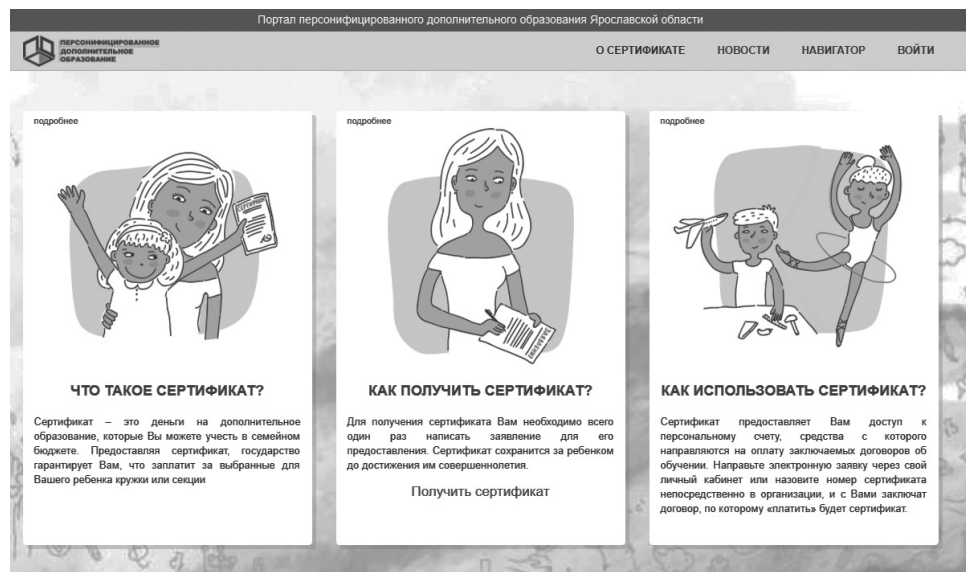 Портал персонифицированного дополнительного образования Ярославской области
ПЕРСОНИФИЦИРОВАННОЕ
ДОПОЛНИТЕЛЬНОЕ
ОБРАЗОВАНИЕ
О СЕРТИФИКАТЕ НОВОСТИ НАВИГАТОР ВОЙТИ
подробнее
СЕРТИФИКАТ
ЧТО ТАКОЕ СЕРТИФИКАТ?
Сертификат – это деньги на дополнительное
образование, которые Вы можете учесть в семейном
бюджете. Предоставляя сертификат, государство
гарантирует Вам, что заплатит за выбранные для
Вашего ребенка кружки или секции
подробнее
ЗАЯВЛЕНИЕ
КАК ПОЛУЧИТЬ СЕРТИФИКАТ?
Для получения сертификата Вам необходимо всего
один раз написать заявление для его
предоставления. Сертификат сохранится за ребенком
до достижения им совершеннолетия.
Получить сертификат
подробнее
КАК ИСПОЛЬЗОВАТЬ СЕРТИФИКАТ?
Сертификат предоставляет Вам доступ к
персональному счету, средства с которого
направляются на оплату заключаемых договоров об
обучении. Направьте электронную заявку через свой
личный кабинет или назовите номер сертификата
непосредственно в организации, и с Вами заключат
договор, по которому «платить» будет сертификат.